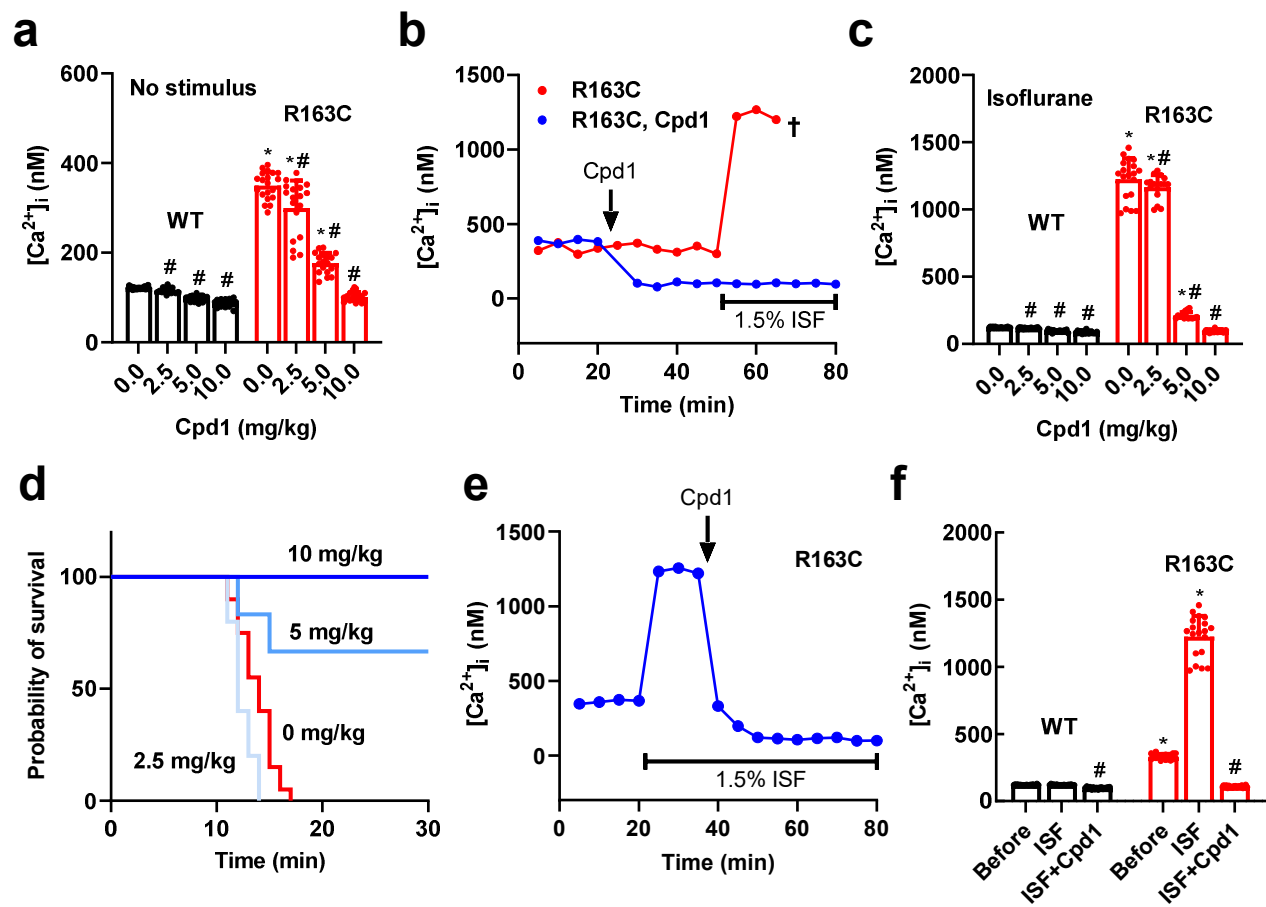 a
600
400
200
0
[Ca²⁺]ᵢ (nM)
No stimulus
R163C
WT
*
*#
*#
#
#
#
#
0.0
2.5
5.0
10.0
0.0
2.5
5.0
10.0
Cpd1 (mg/kg)
b
1500
1000
500
0
[Ca²⁺]ᵢ (nM)
R163C
R163C, Cpd1
Cpd1
†
1.5% ISF
0
20
40
60
80
Time (min)
c
2000
1500
1000
500
0
[Ca²⁺]ᵢ (nM)
Isoflurane
R163C
WT
*
*#
*#
#
#
#
#
0.0
2.5
5.0
10.0
0.0
2.5
5.0
10.0
Cpd1 (mg/kg)
d
100
50
0
Probability of survival
10 mg/kg
5 mg/kg
0 mg/kg
2.5 mg/kg
0
10
20
30
Time (min)
e
1500
1000
500
0
[Ca²⁺]ᵢ (nM)
Cpd1
R163C
1.5% ISF
0
20
40
60
80
Time (min)
f
2000
1500
1000
500
0
[Ca²⁺]ᵢ (nM)
R163C
WT
*
*
#
#
Before
ISF
ISF+Cpd1
Before
ISF
ISF+Cpd1